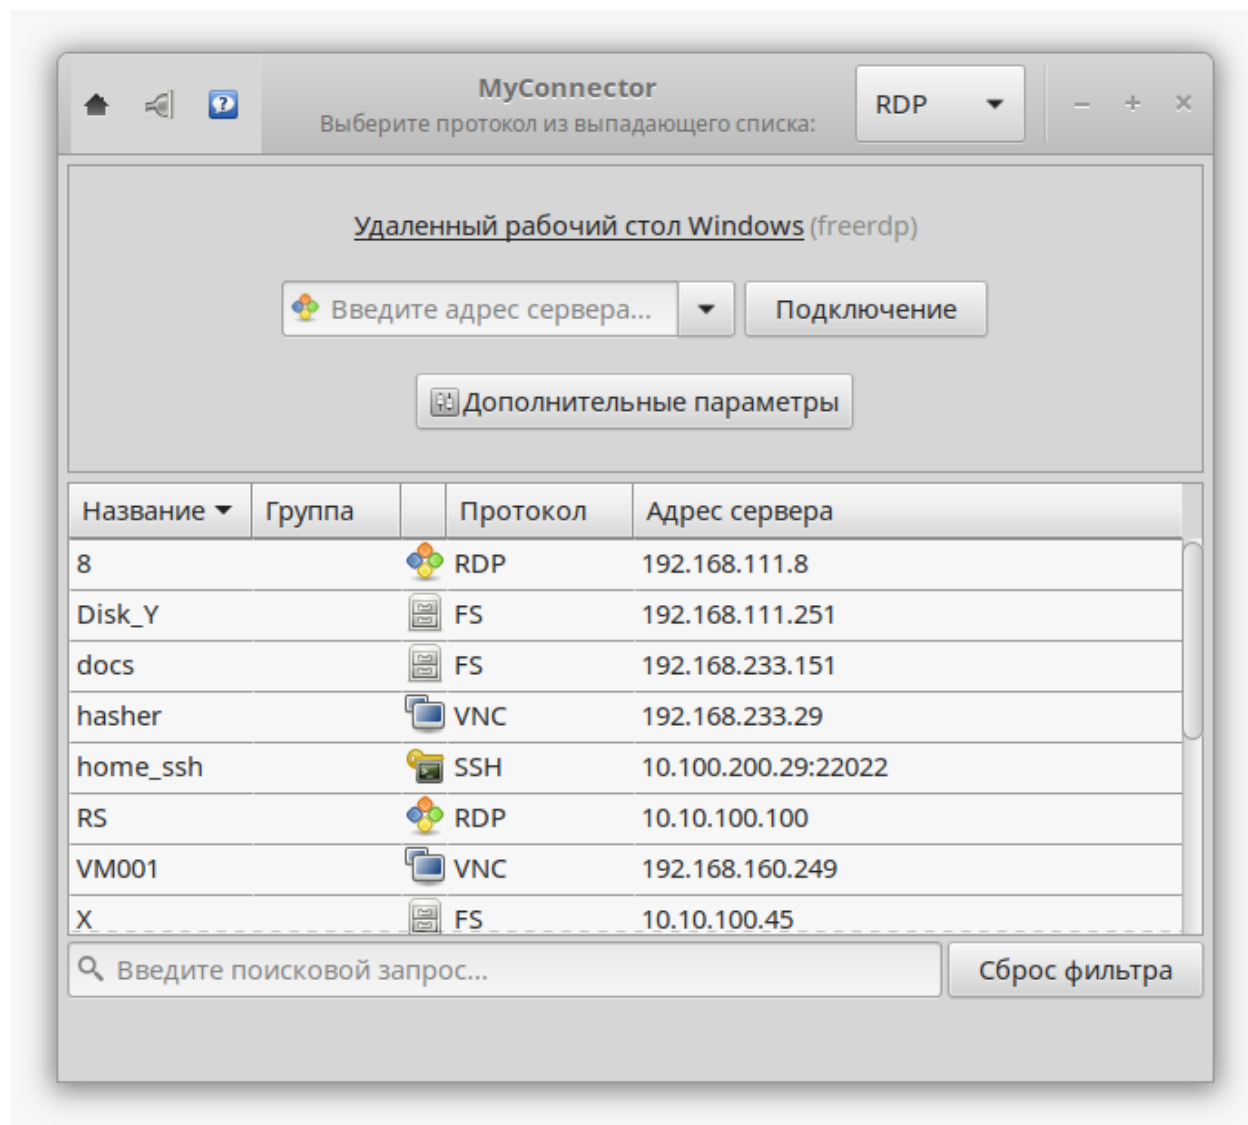 MyConnector
Выберите протокол из выпадающего списка:
RDP
Удаленный рабочий стол Windows (freerdp)
Введите адрес сервера...
Подключение
Дополнительные параметры
Название Группа Протокол Адрес сервера
8 RDP 192.168.111.8
Disk_Y FS 192.168.111.251
docs FS 192.168.233.151
hasher VNC 192.168.233.29
home_ssh SSH 10.100.200.29:22022
RS RDP 10.10.100.100
VM001 VNC 192.168.160.249
X FS 10.10.100.45
Введите поисковой запрос...
Сброс фильтра